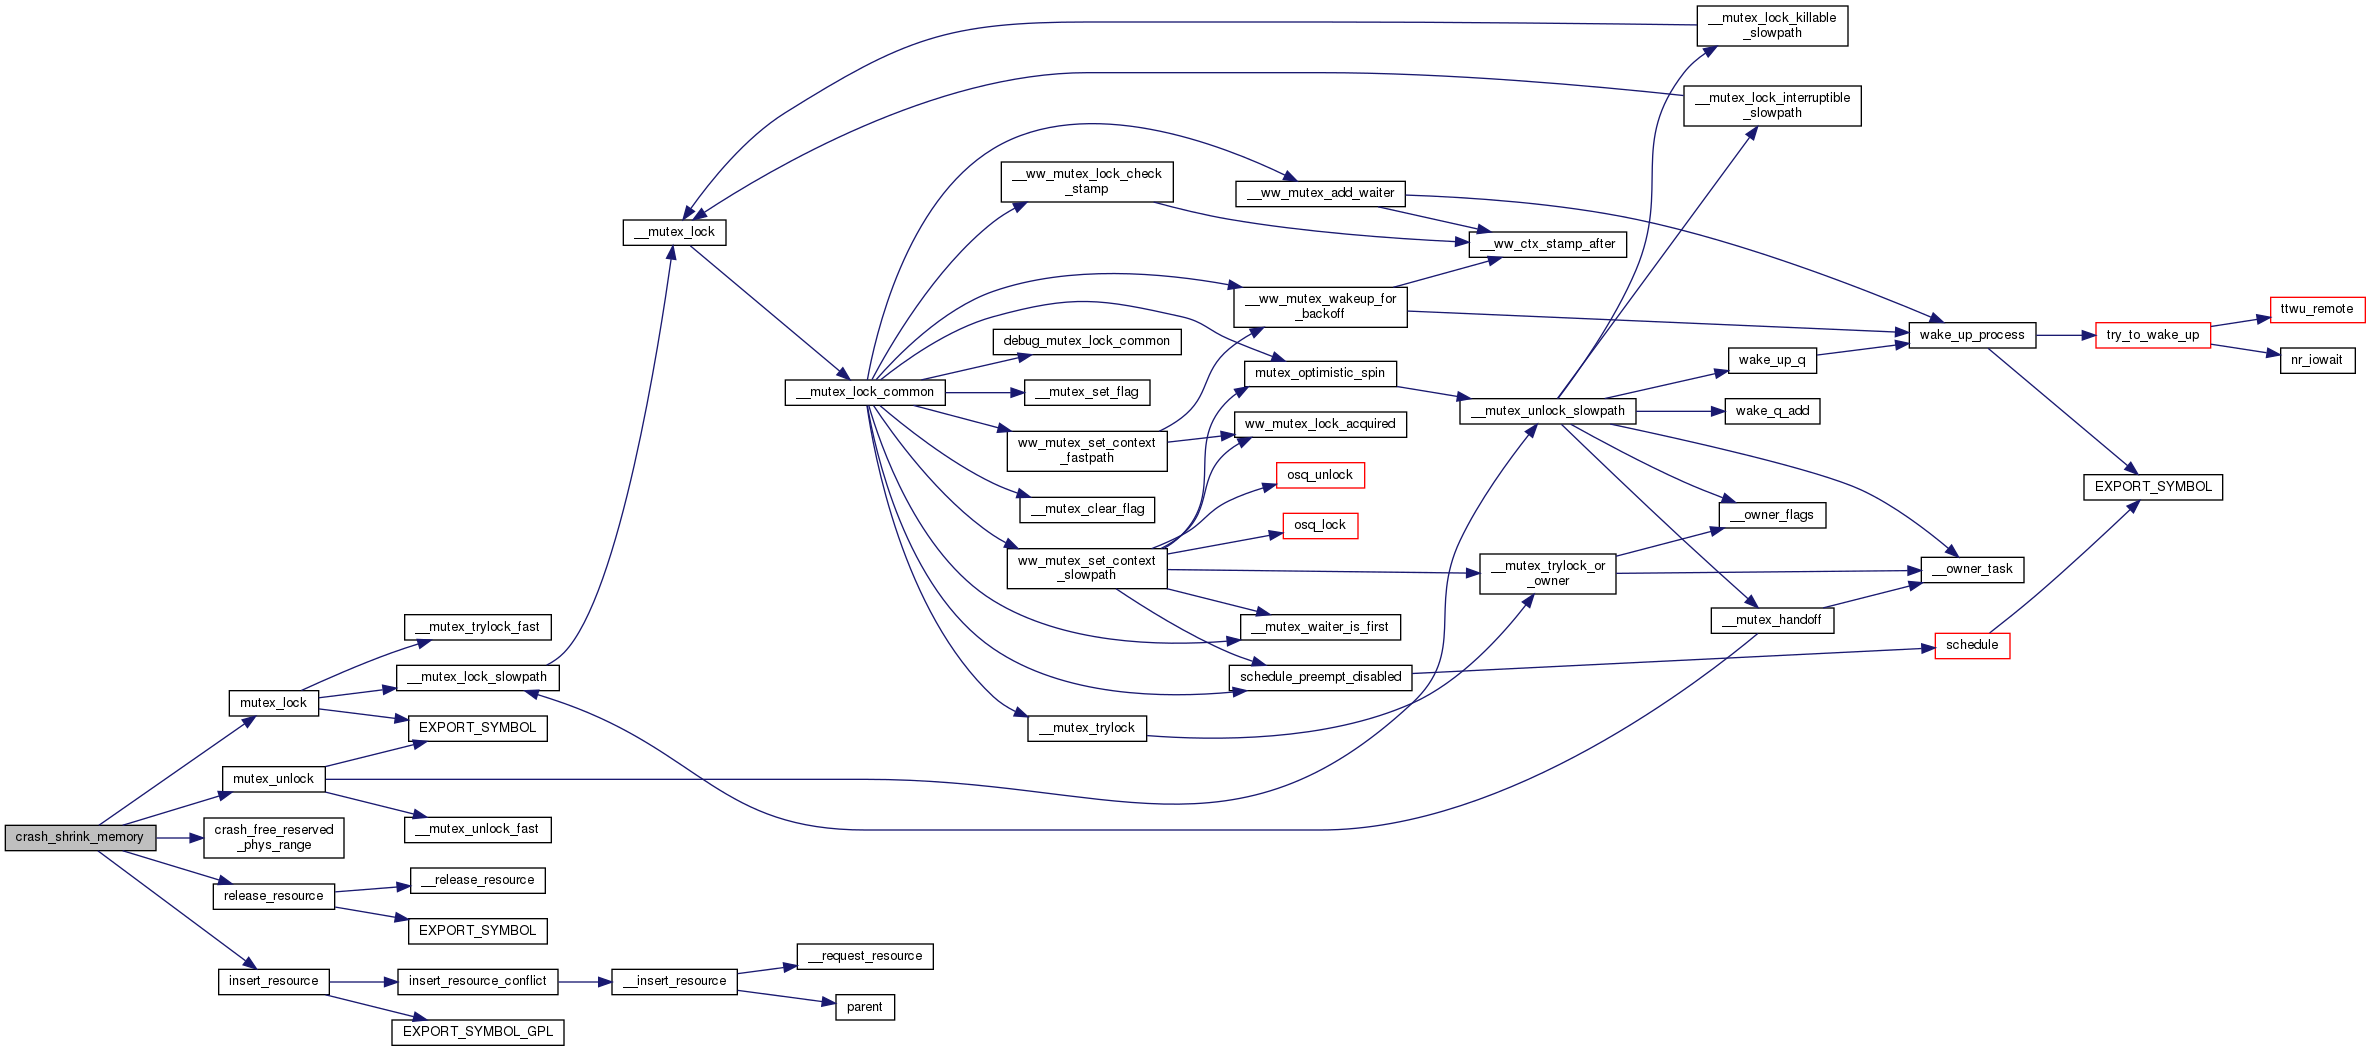 __mutex_lock_killable
_slowpath
__mutex_lock_interruptible
_slowpath
__ww_mutex_lock_check
_stamp
__ww_mutex_add_waiter
__mutex_lock
__ww_ctx_stamp_after
__ww_mutex_wakeup_for
_backoff
ttwu_remote
debug_mutex_lock_common
wake_up_process
try_to_wake_up
nr_iowait
wake_up_q
mutex_optimistic_spin
__mutex_lock_common
__mutex_set_flag
__mutex_unlock_slowpath
wake_q_add
ww_mutex_lock_acquired
ww_mutex_set_context
_fastpath
osq_unlock
EXPORT_SYMBOL
__mutex_clear_flag
__owner_flags
osq_lock
ww_mutex_set_context
_slowpath
__mutex_trylock_or
_owner
__owner_task
__mutex_trylock_fast
__mutex_waiter_is_first
__mutex_handoff
schedule
__mutex_lock_slowpath
schedule_preempt_disabled
mutex_lock
EXPORT_SYMBOL
__mutex_trylock
mutex_unlock
__mutex_unlock_fast
crash_shrink_memory
crash_free_reserved
_phys_range
__release_resource
release_resource
EXPORT_SYMBOL
__request_resource
insert_resource
insert_resource_conflict
__insert_resource
parent
EXPORT_SYMBOL_GPL